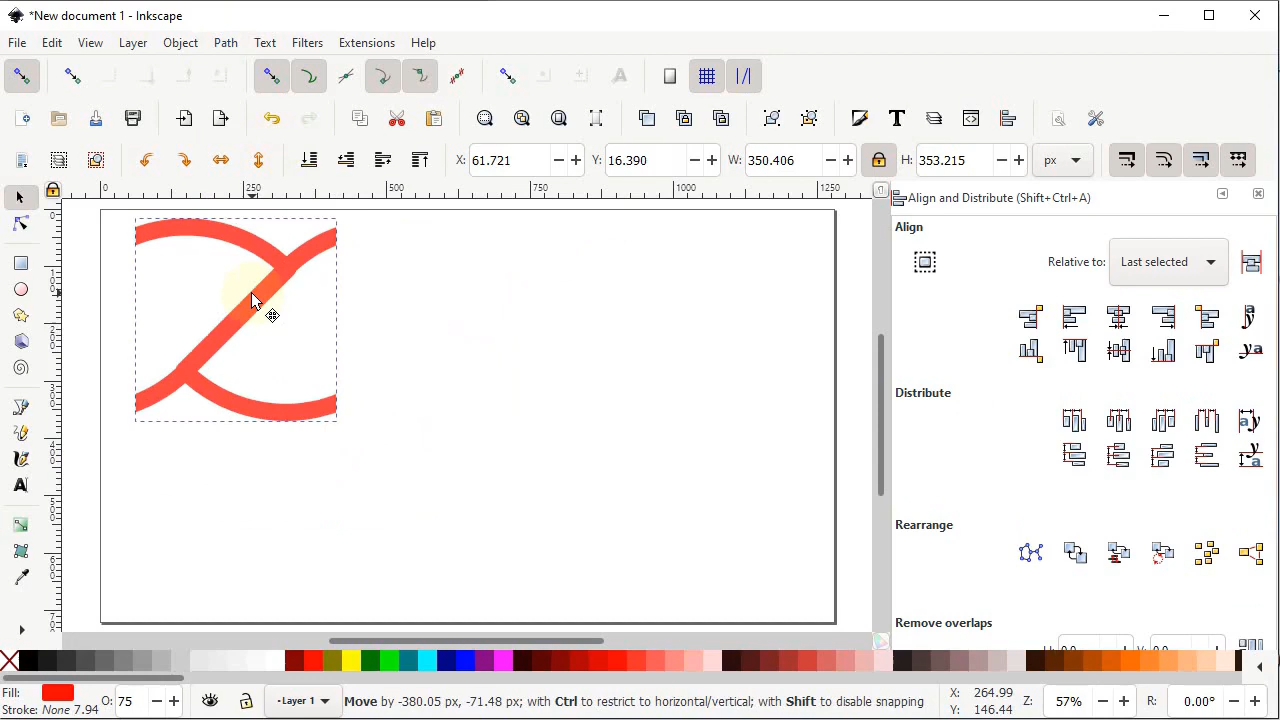 *New document 1 - Inkscape
File Edit View Layer Object Path Text Filters Extensions Help
X: 61.721 Y: 16.390 W: 350.406 H: 353.215 px
0 250 500 750 1000 1250
Align and Distribute (Shift+Ctrl+A)
Align
Relative to: Last selected
Distribute
Rearrange
Remove overlaps
Fill:
Stroke: None 7.94
O: 75
Layer 1
Move by -380.05 px, -71.48 px; with Ctrl to restrict to horizontal/vertical; with Shift to disable snapping
X: 264.99
Y: 146.44
Z: 57%
R: 0.00°